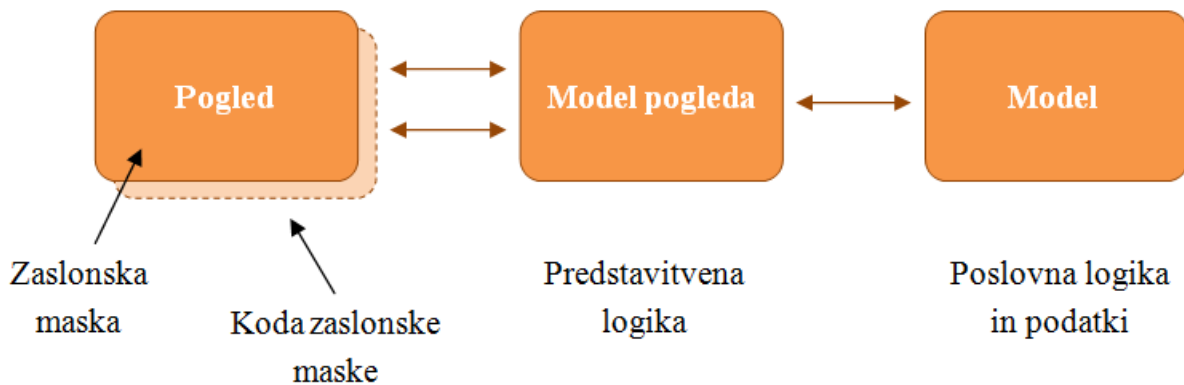 Pogled
Model pogleda
Model
Zaslonska
maska
Koda zaslonske
maske
Predstavitvena
logika
Poslovna logika
in podatki